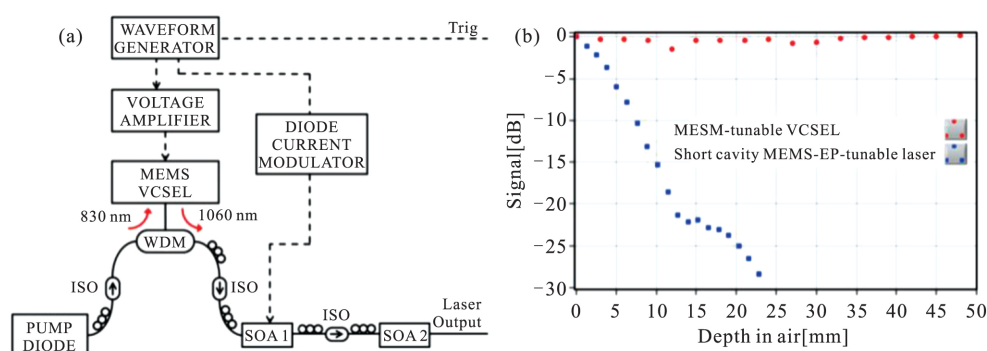 (a)
WAVEFORM
GENERATOR
Trig
VOLTAGE
AMPLIFIER
DIODE
CURRENT
MODULATOR
MEMS
VCSEL
830 nm
1060 nm
WDM
ISO
ISO
PUMP
DIODE
SOA 1
ISO
SOA 2
Laser
Output
(b)
Signal[dB]
0
−5
−10
−15
−20
−25
−30
MESM-tunable VCSEL
Short cavity MEMS-EP-tunable laser
0 5 10 15 20 25 30 35 40 45 50
Depth in air[mm]